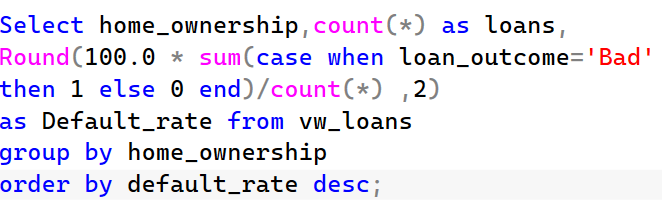 Select home_ownership,count(*) as loans,
Round(100.0 * sum(case when loan_outcome='Bad'
then 1 else 0 end)/count(*) ,2)
as Default_rate from vw_loans
group by home_ownership
order by default_rate desc;